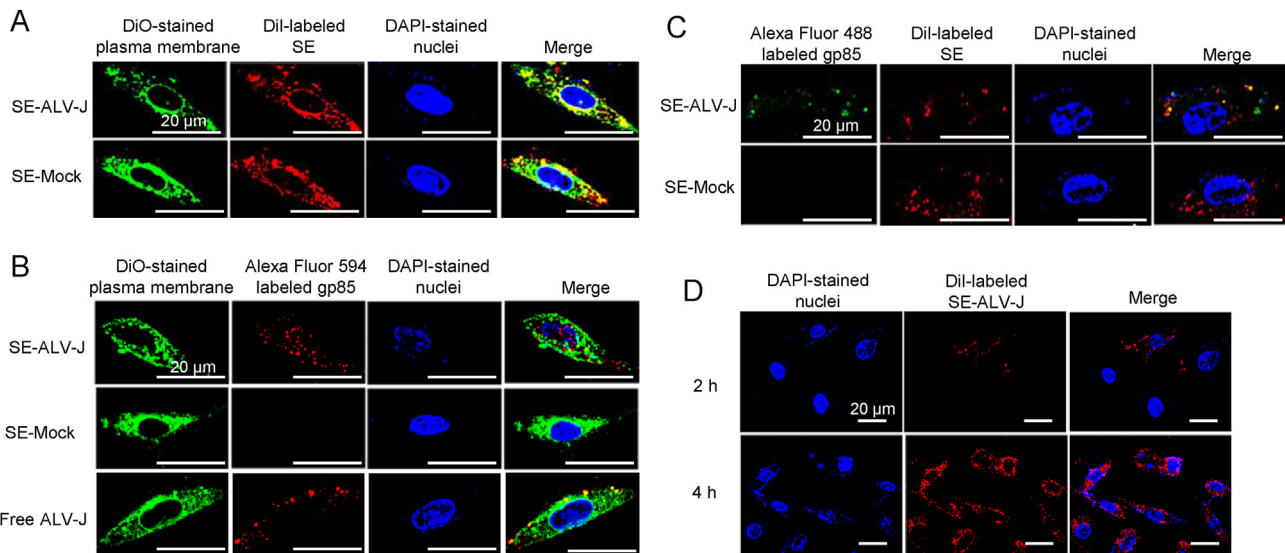 A
DiO-stained
plasma membrane
DiI-labeled
SE
DAPI-stained
nuclei
Merge
SE-ALV-J
20 μm
SE-Mock
B
DiO-stained
plasma membrane
Alexa Fluor 594
labeled gp85
DAPI-stained
nuclei
Merge
SE-ALV-J
20 μm
SE-Mock
Free ALV-J
C
Alexa Fluor 488
labeled gp85
DiI-labeled
SE
DAPI-stained
nuclei
Merge
SE-ALV-J
20 μm
SE-Mock
D
DAPI-stained
nuclei
DiI-labeled
SE-ALV-J
Merge
2 h
20 μm
4 h